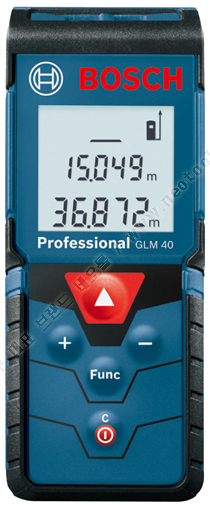 BOSCH
15.049 m
36.872 m
Professional GLM 40
+ −
Func
C